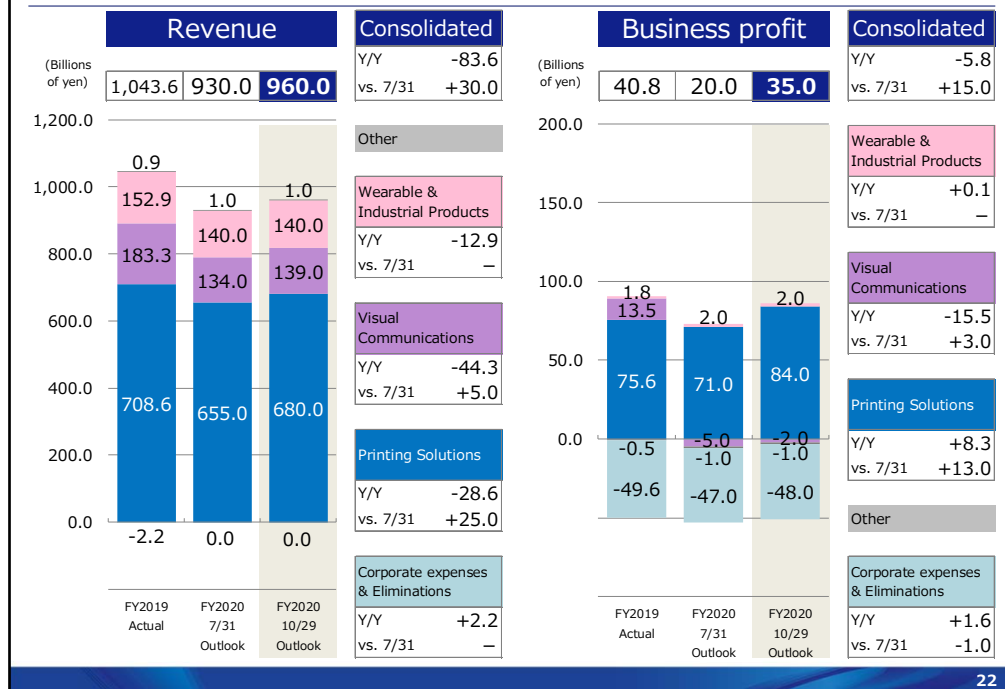 Revenue
Consolidated
Y/Y -83.6
vs. 7/31 +30.0
(Billions
of yen)
1,043.6 930.0 960.0
1,200.0
1,000.0
800.0
600.0
400.0
200.0
0.0
0.9
152.9
183.3
708.6
-2.2
1.0
140.0
134.0
655.0
0.0
1.0
140.0
139.0
680.0
0.0
FY2019
Actual
FY2020
7/31
Outlook
FY2020
10/29
Outlook
Other
Wearable &
Industrial Products
Y/Y -12.9
vs. 7/31 –
Visual
Communications
Y/Y -44.3
vs. 7/31 +5.0
Printing Solutions
Y/Y -28.6
vs. 7/31 +25.0
Corporate expenses
& Eliminations
Y/Y +2.2
vs. 7/31 –
Business profit
Consolidated
Y/Y -5.8
vs. 7/31 +15.0
(Billions
of yen)
40.8 20.0 35.0
200.0
150.0
100.0
50.0
0.0
1.8
13.5
75.6
-0.5
-49.6
2.0
71.0
-5.0
-1.0
-47.0
2.0
84.0
-2.0
-1.0
-48.0
FY2019
Actual
FY2020
7/31
Outlook
FY2020
10/29
Outlook
Wearable &
Industrial Products
Y/Y +0.1
vs. 7/31 –
Visual
Communications
Y/Y -15.5
vs. 7/31 +3.0
Printing Solutions
Y/Y +8.3
vs. 7/31 +13.0
Other
Corporate expenses
& Eliminations
Y/Y +1.6
vs. 7/31 -1.0
22